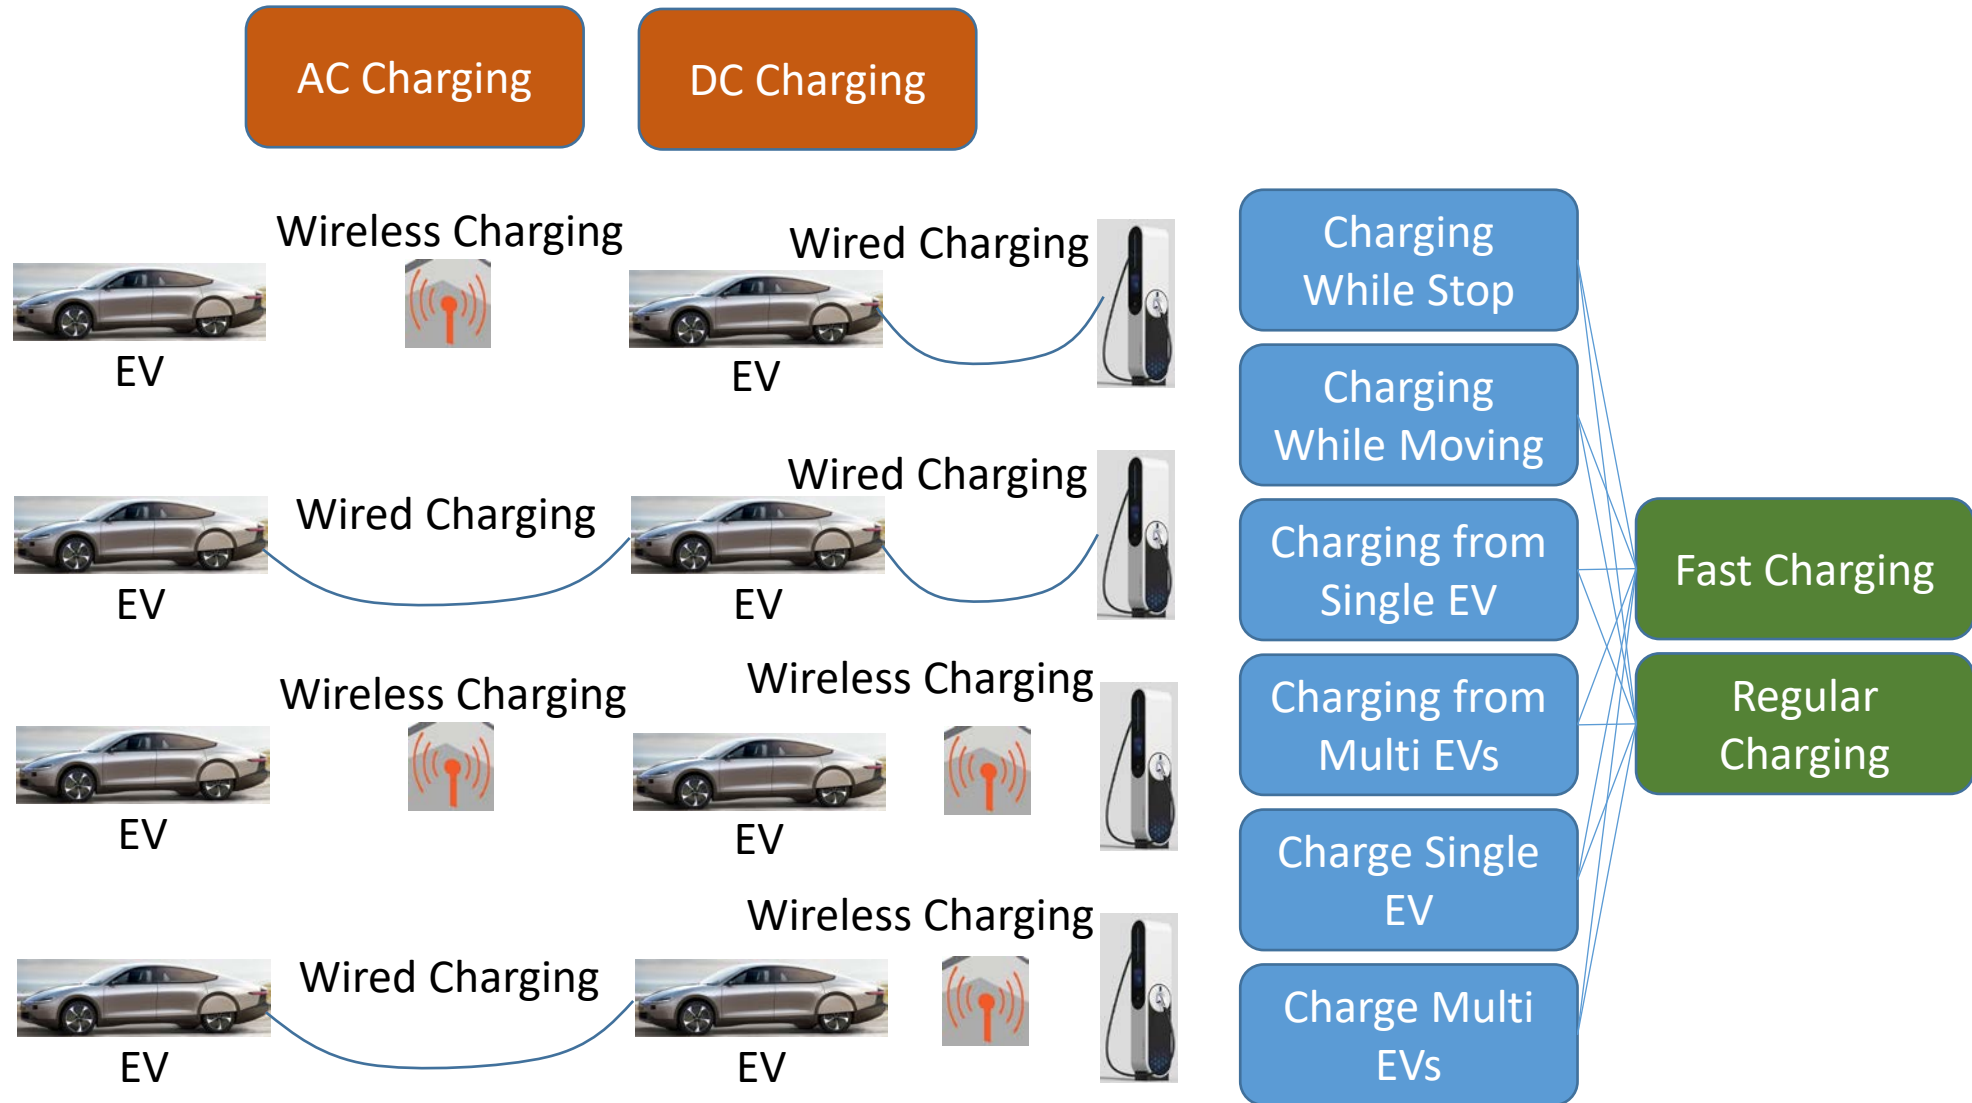 AC Charging
DC Charging
Wireless Charging
Wired Charging
EV
EV
Wired Charging
Wired Charging
EV
EV
Wireless Charging
Wireless Charging
EV
EV
Wired Charging
Wireless Charging
EV
EV
Charging
While Stop
Charging
While Moving
Charging from
Single EV
Charging from
Multi EVs
Charge Single
EV
Charge Multi
EVs
Fast Charging
Regular
Charging